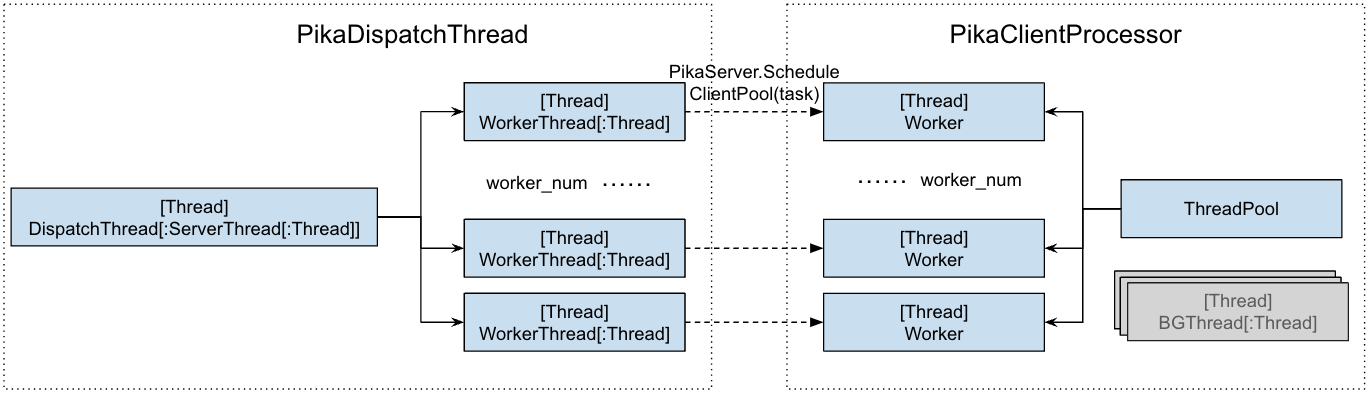 PikaDispatchThread
PikaClientProcessor
PikaServer.Schedule
ClientPool(task)
[Thread]
WorkerThread[:Thread]
[Thread]
Worker
worker_num ······
······ worker_num
[Thread]
DispatchThread[:ServerThread[:Thread]]
ThreadPool
[Thread]
WorkerThread[:Thread]
[Thread]
Worker
[Thread]
WorkerThread[:Thread]
[Thread]
Worker
[Thread]
BGThread[:Thread]